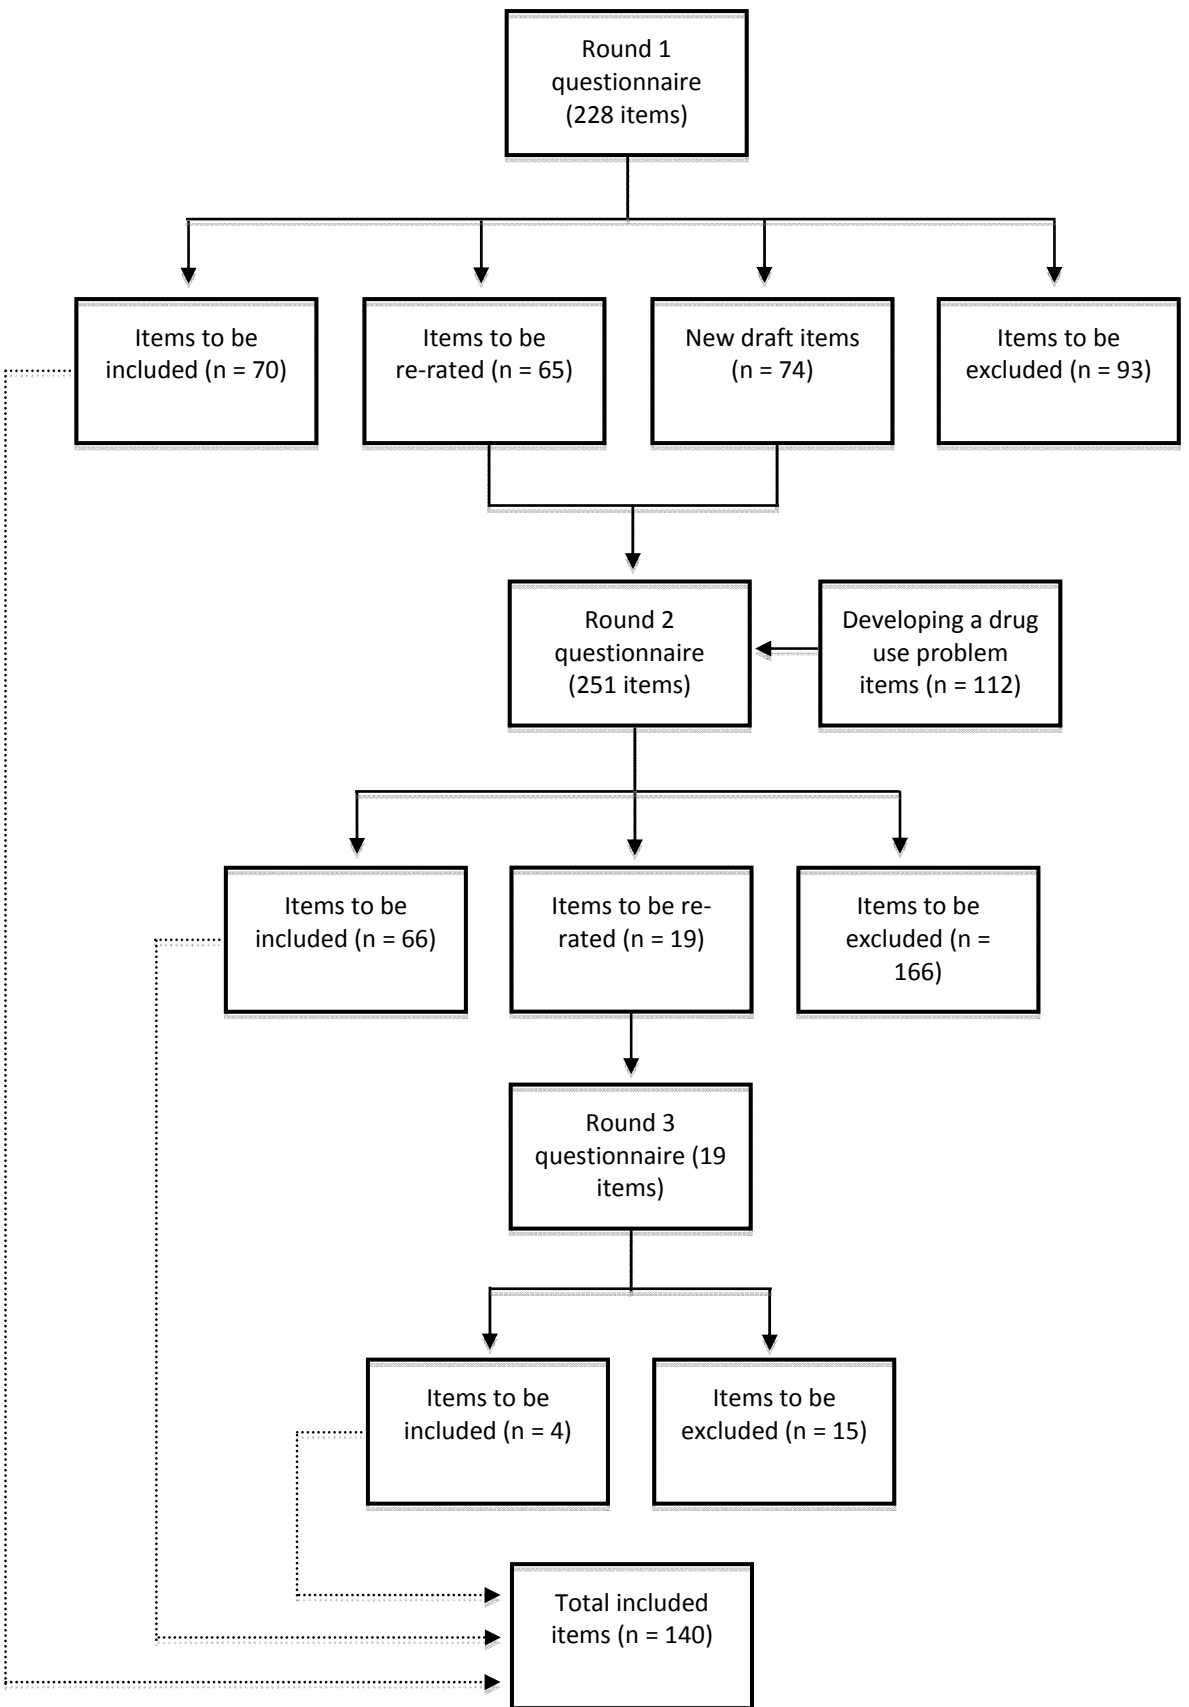 Round 1
questionnaire
(228 items)
Items to be
included (n = 70)
Items to be
re-rated (n = 65)
New draft items
(n = 74)
Items to be
excluded (n = 93)
Round 2
questionnaire
(251 items)
Developing a drug
use problem
items (n = 112)
Items to be
included (n = 66)
Items to be re-
rated (n = 19)
Items to be
excluded (n =
166)
Round 3
questionnaire (19
items)
Items to be
included (n = 4)
Items to be
excluded (n = 15)
Total included
items (n = 140)